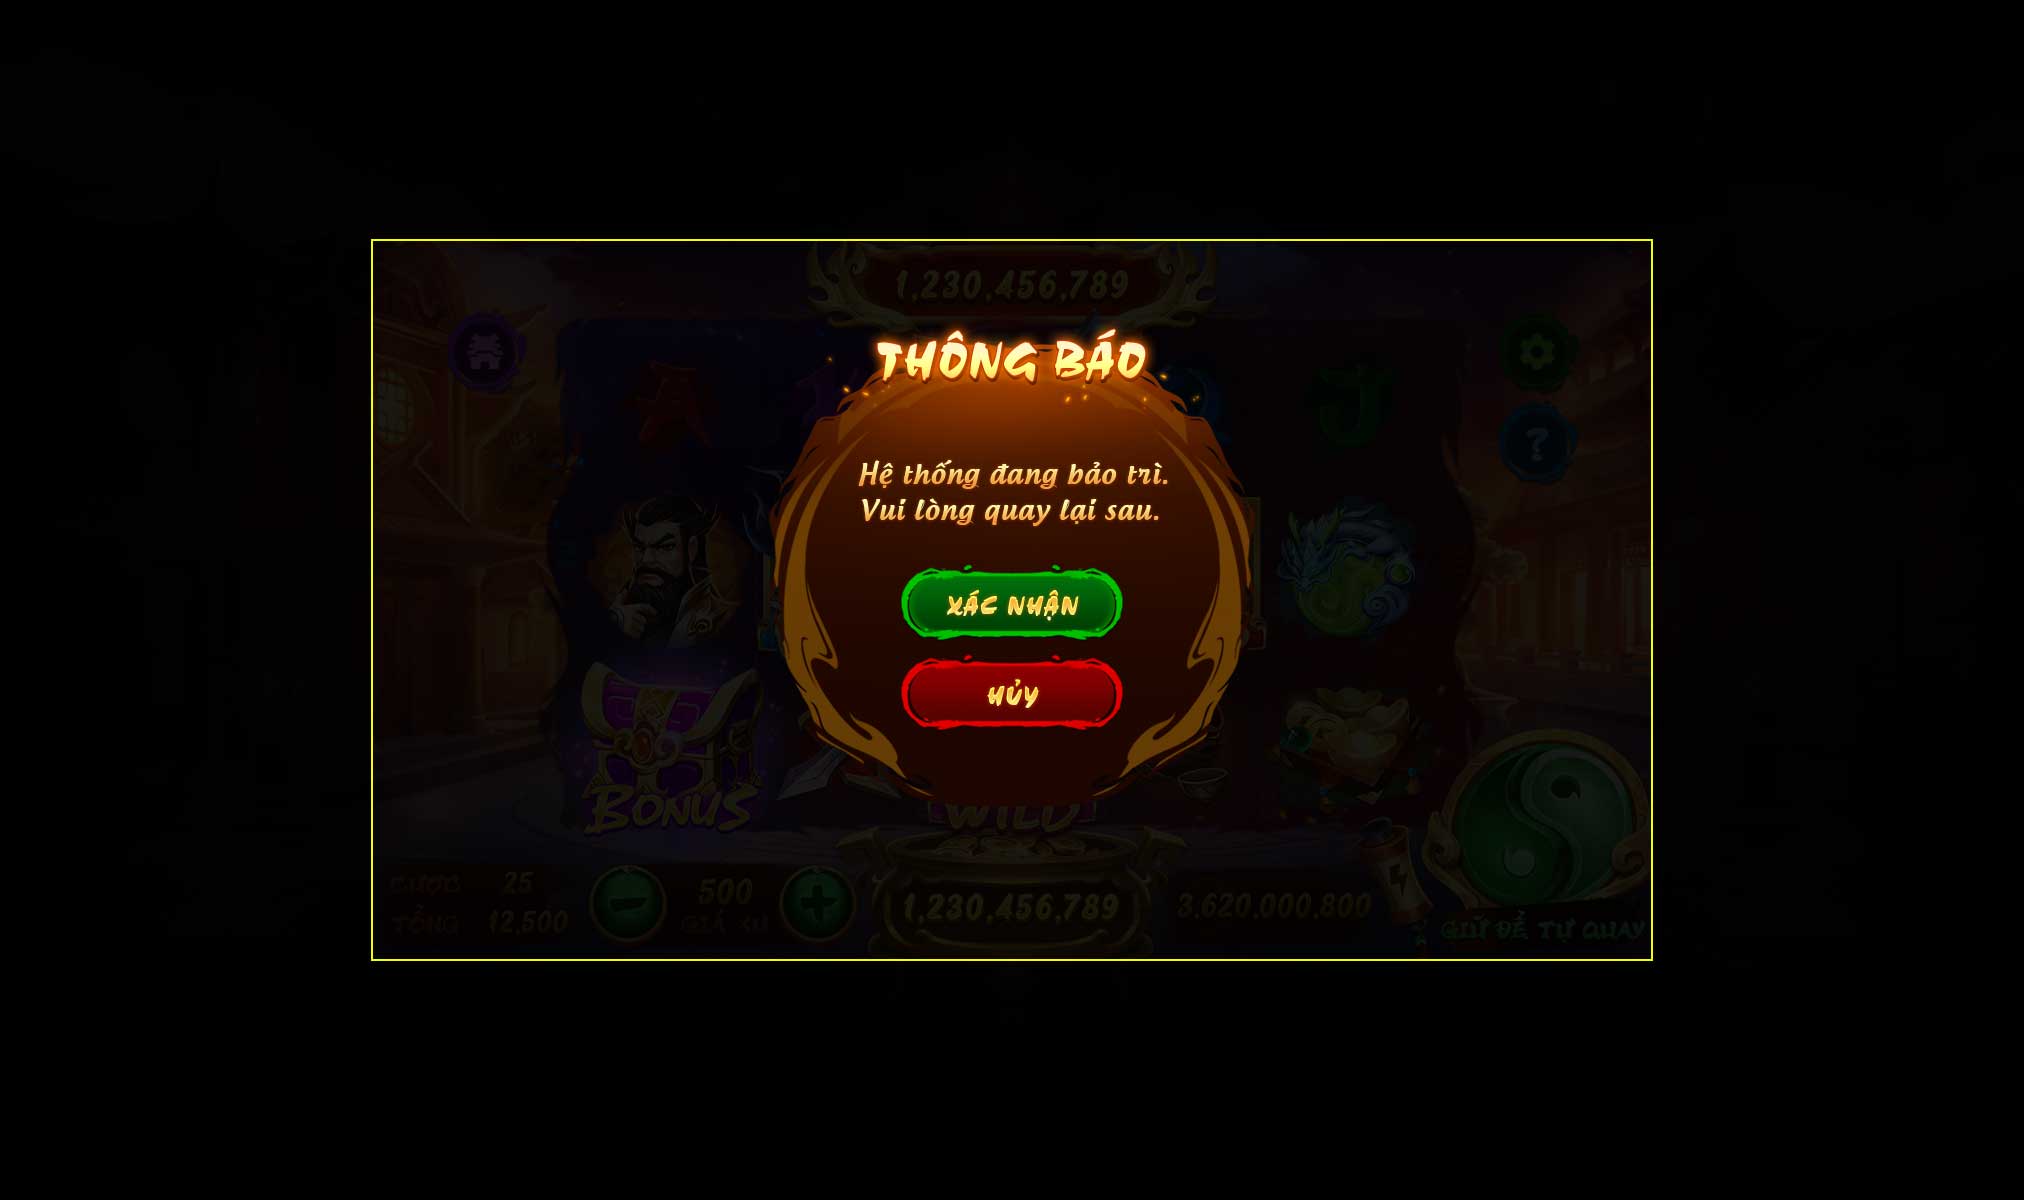 1,230,456,789
THÔNG BÁO
A
J
?
Hệ thống đang bảo trì.
Vui lòng quay lại sau.
XÁC NHẬN
HỦY
BONUS
WILD
CƯỢC 25
TỔNG 12,500
500
GIÁ XU
1,230,456,789
3.620.000.800
GIỮ ĐỂ TỰ QUAY